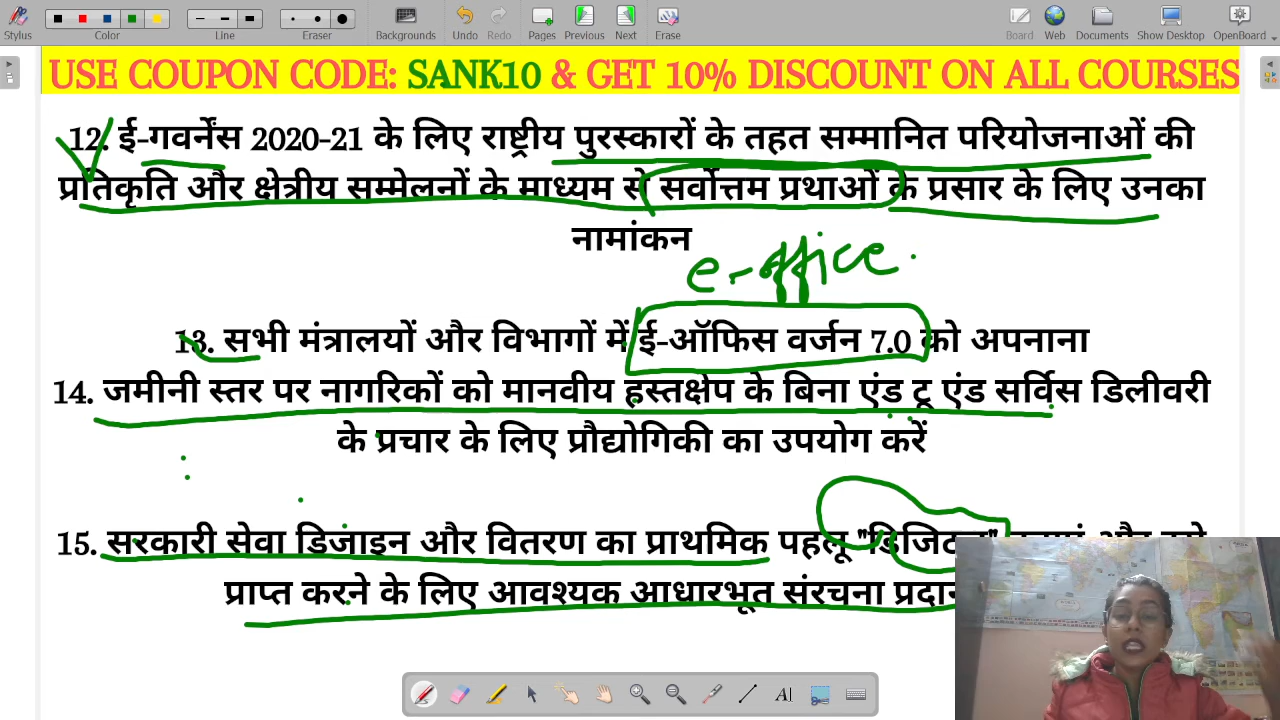 Stylus
Color
Line
Eraser
Backgrounds
Undo
Redo
Pages
Previous
Next
Erase
Board
Web
Documents
Show Desktop
OpenBoard
USE COUPON CODE: SANK10 & GET 10% DISCOUNT ON ALL COURSES
12. ई-गवर्नेंस 2020-21 के लिए राष्ट्रीय पुरस्कारों के तहत सम्मानित परियोजनाओं की
प्रतिकृति और क्षेत्रीय सम्मेलनों के माध्यम से सर्वोत्तम प्रथाओं के प्रसार के लिए उनका
नामांकन
e-office.
13. सभी मंत्रालयों और विभागों में ई-ऑफिस वर्जन 7.0 को अपनाना
14. जमीनी स्तर पर नागरिकों को मानवीय हस्तक्षेप के बिना एंड टू एंड सर्विस डिलीवरी
के प्रचार के लिए प्रौद्योगिकी का उपयोग करें
15. सरकारी सेवा डिजाइन और वितरण का प्राथमिक पहलू "डिजिटल"
प्राप्त करने के लिए आवश्यक आधारभूत संरचना
AI